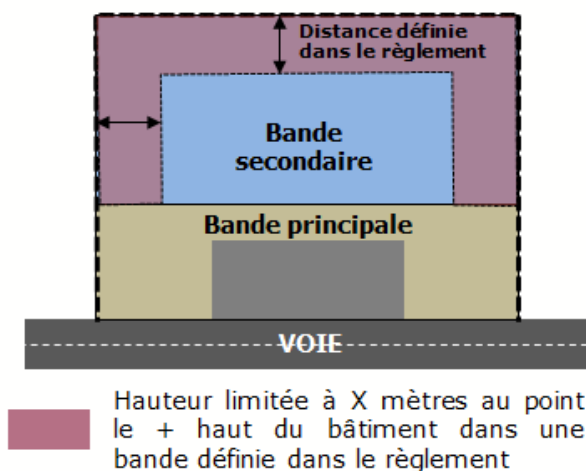 Distance définie
dans le règlement
Bande
secondaire
Bande principale
VOIE
Hauteur limitée à X mètres au point
le + haut du bâtiment dans une
bande définie dans le règlement